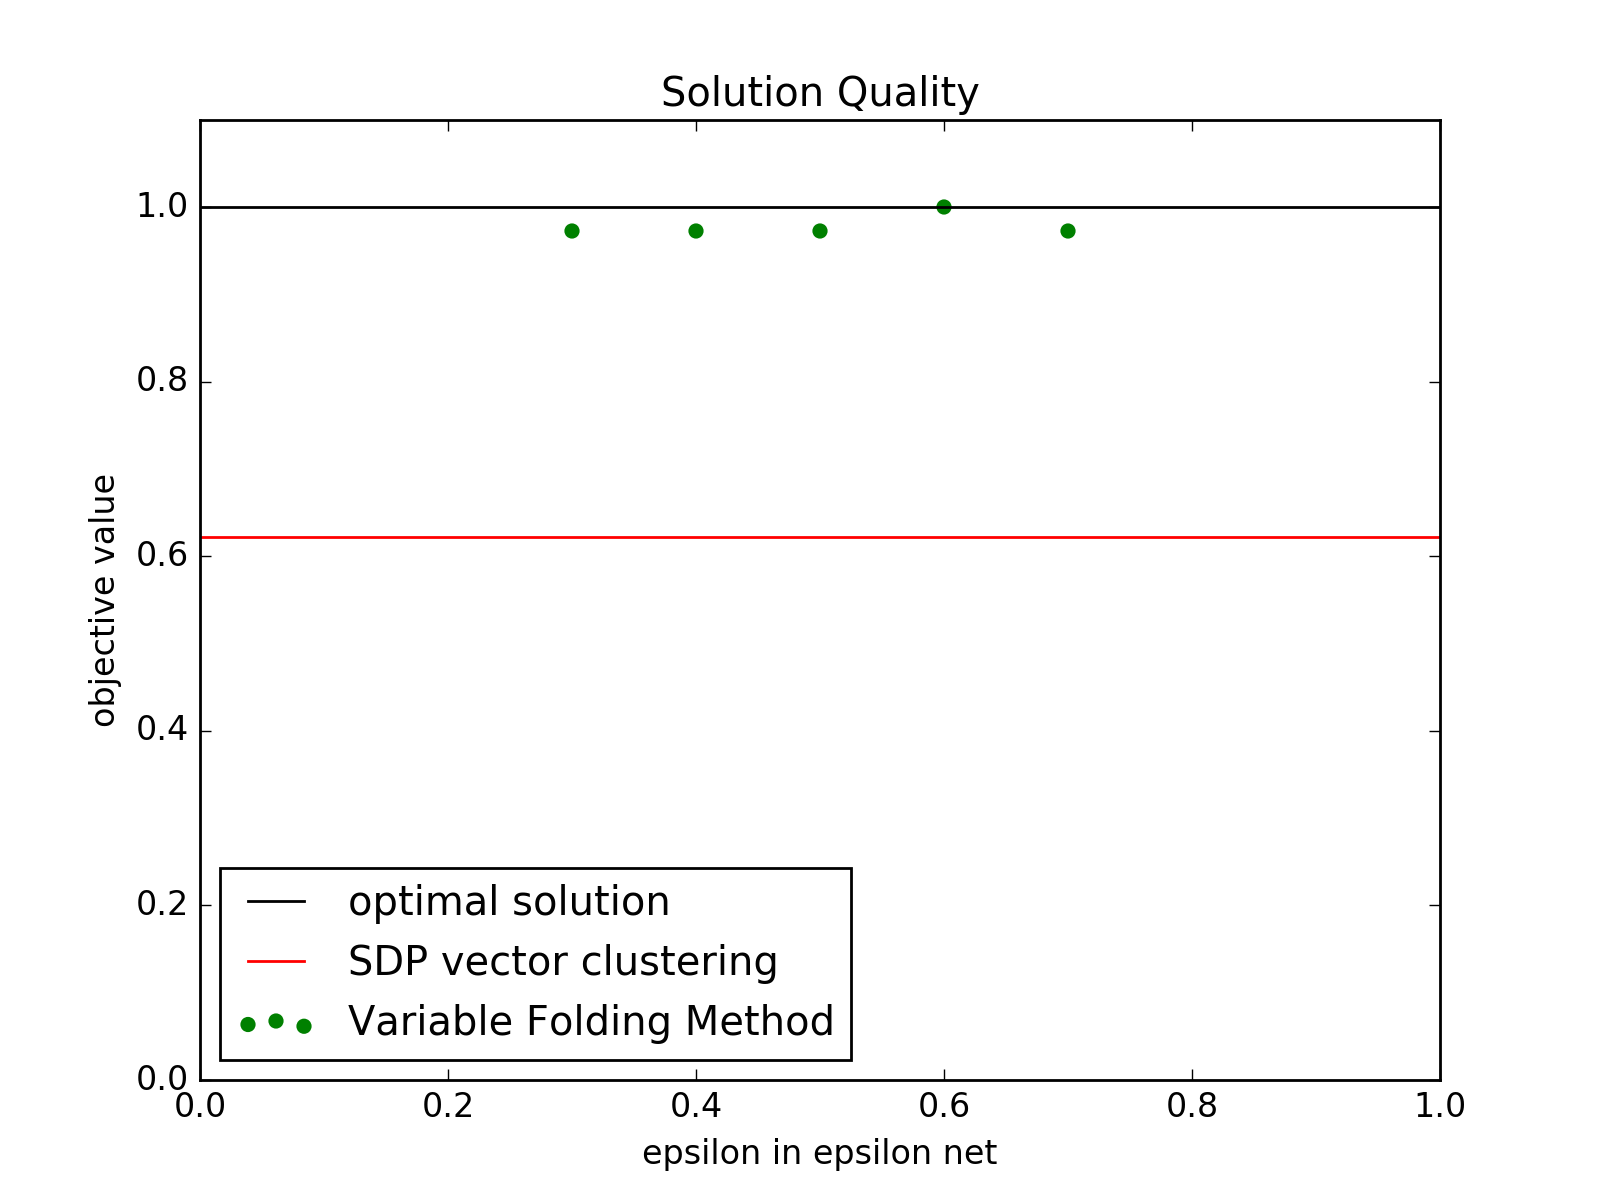 Solution Quality
1.0
0.8
0.6
0.4
0.2
0.0
objective value
optimal solution
SDP vector clustering
Variable Folding Method
0.0 0.2 0.4 0.6 0.8 1.0
epsilon in epsilon net